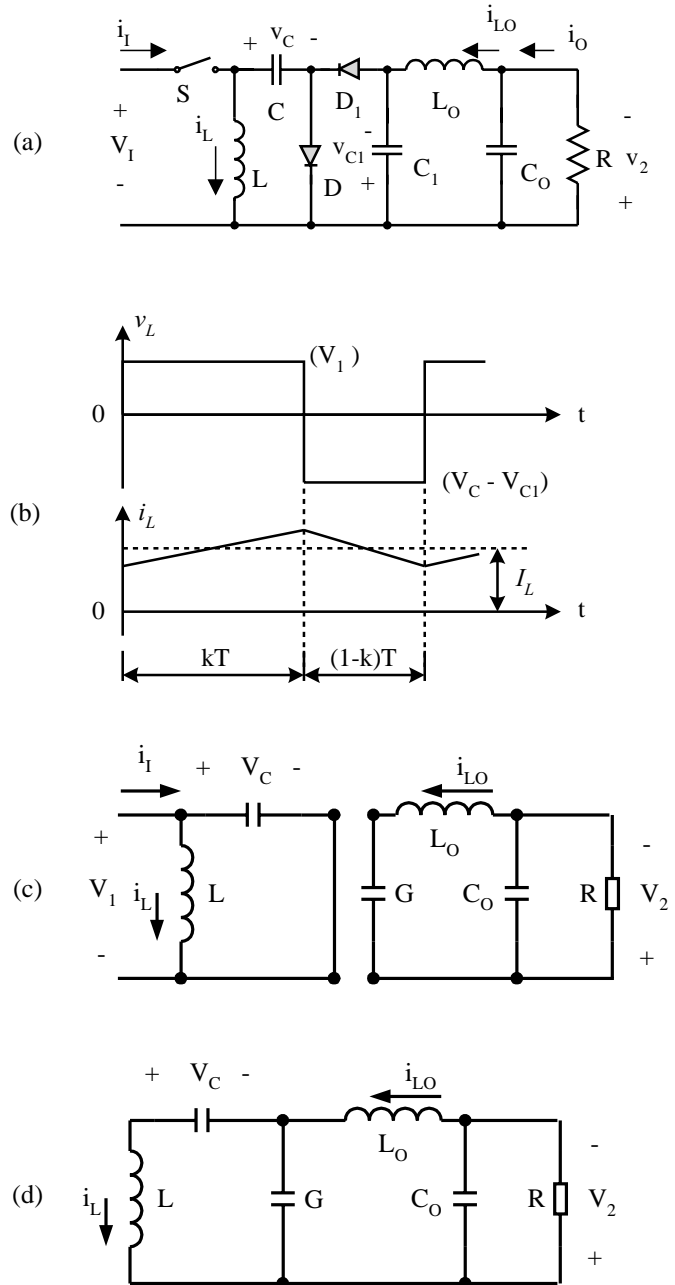 (a)
i_I
+ v_C -
i_LO
i_O
S
C
D_1
L_O
+
V_I
-
i_L
L
D
v_C1
-
+
C_1
C_O
R
-
v_2
+
(b)
v_L
(V_1 )
0
t
(V_C - V_C1)
i_L
I_L
0
t
kT
(1-k)T
(c)
i_I
+ V_C -
i_LO
L_O
+
V_1
-
i_L
L
G
C_O
R
-
V_2
+
(d)
+ V_C -
i_LO
L_O
i_L
L
G
C_O
R
-
V_2
+